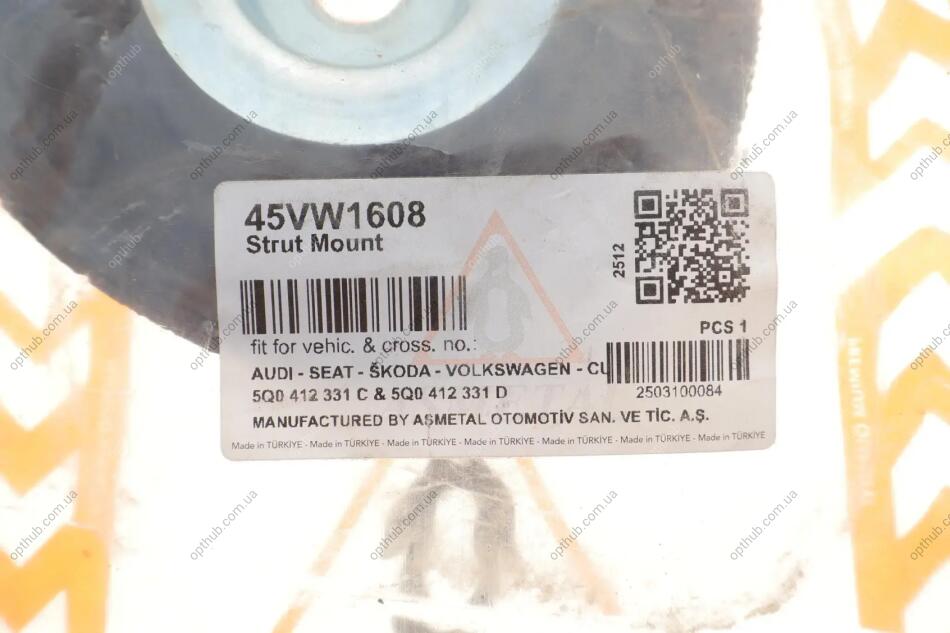 45VW1608
Strut Mount
2512
PCS 1
fit for vehic. & cross. no.:
AUDI - SEAT - ŠKODA - VOLKSWAGEN - CU
2503100084
5Q0 412 331 C & 5Q0 412 331 D
MANUFACTURED BY AŞMETAL OTOMOTİV SAN. VE TİC. A.Ş.
Made in TÜRKİYE - Made in TÜRKİYE - Made in TÜRKİYE - Made in TÜRKİYE - Made in TÜRKİYE - Made in TÜRKİYE - Made in TÜRKİYE
opthub.com.ua